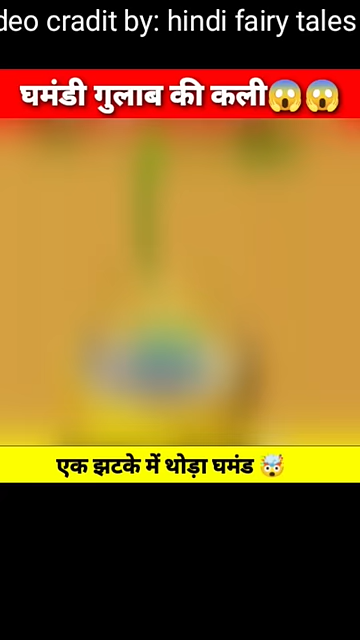 deo cradit by: hindi fairy tales
घमंडी गुलाब की कली😱😱
एक झटके में थोड़ा घमंड 🤯